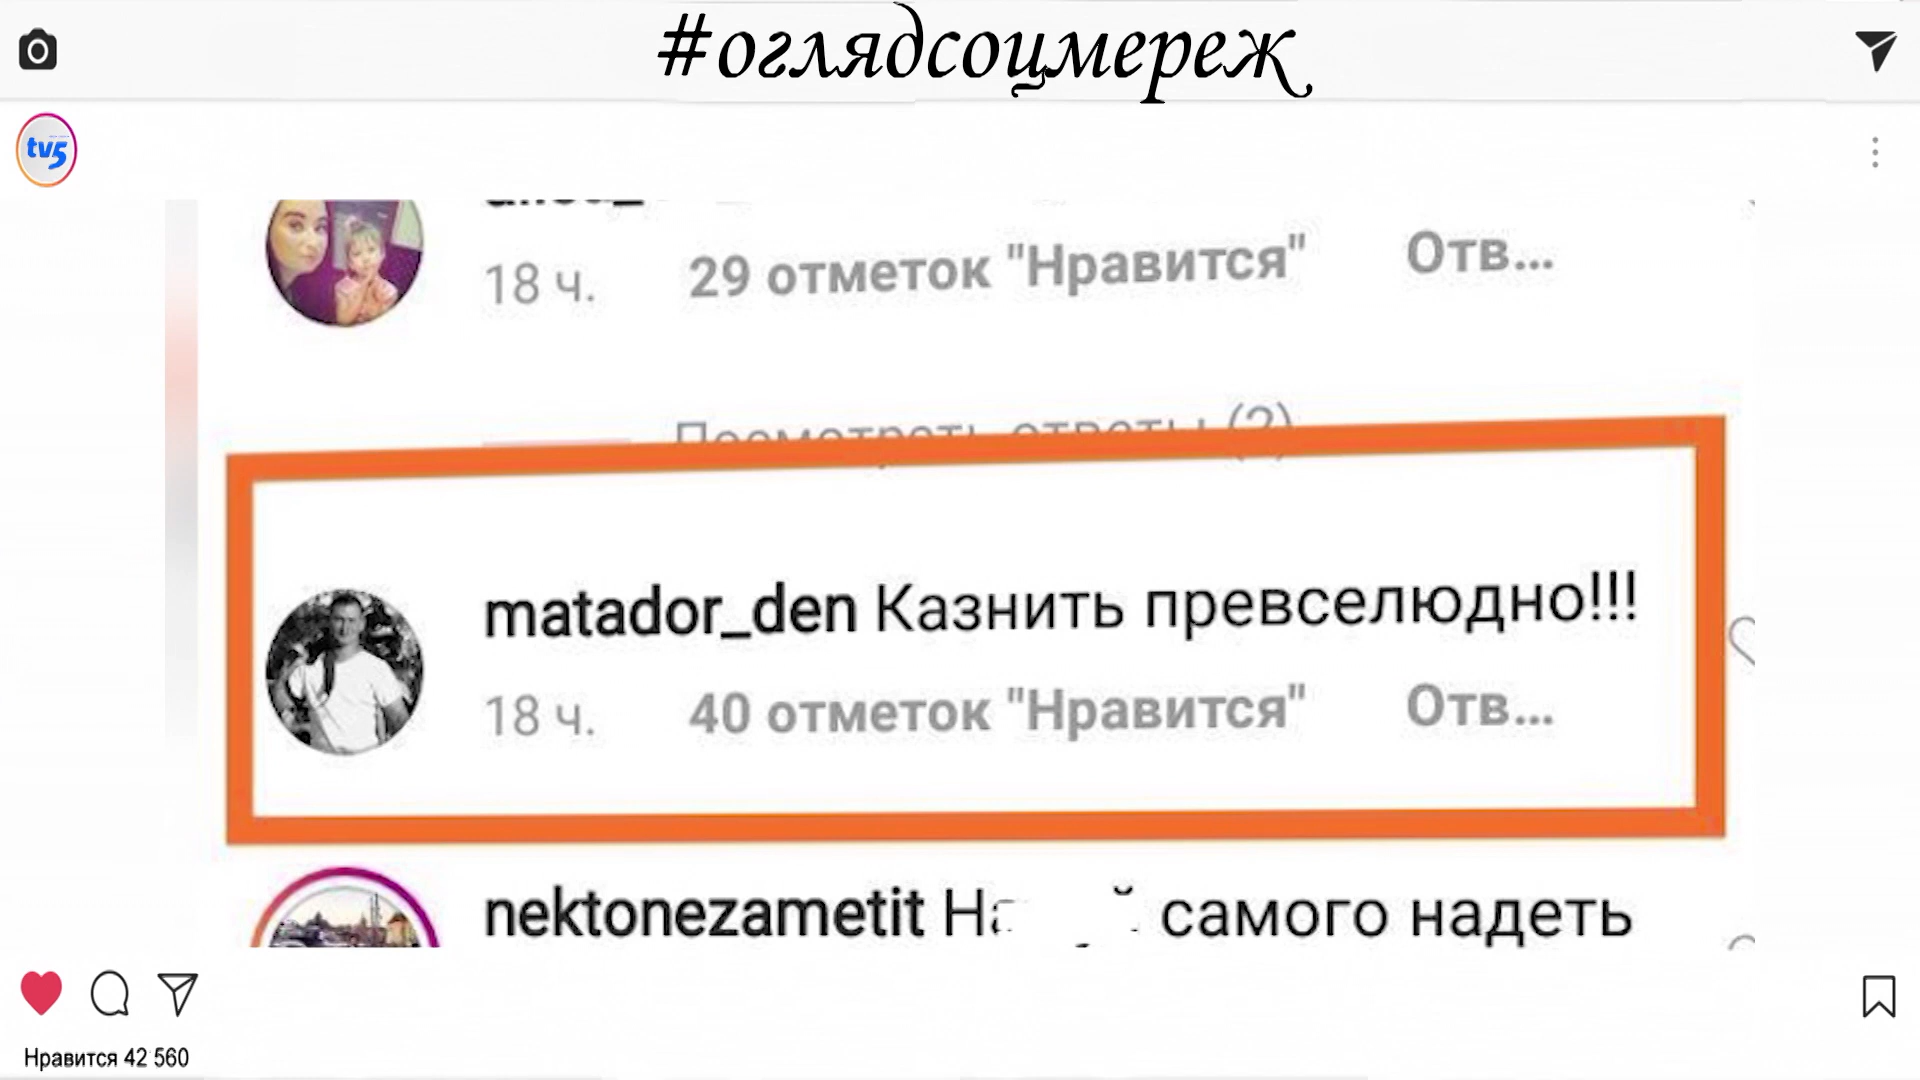 #оглядсоцмереж
tv5
18 ч. 29 отметок "Нравится" Отв...
Посмотреть ответы (2)
matador_den Казнить превселюдно!!!
18 ч. 40 отметок "Нравится" Отв...
nektonezametit самого надеть
Нравится 42 560